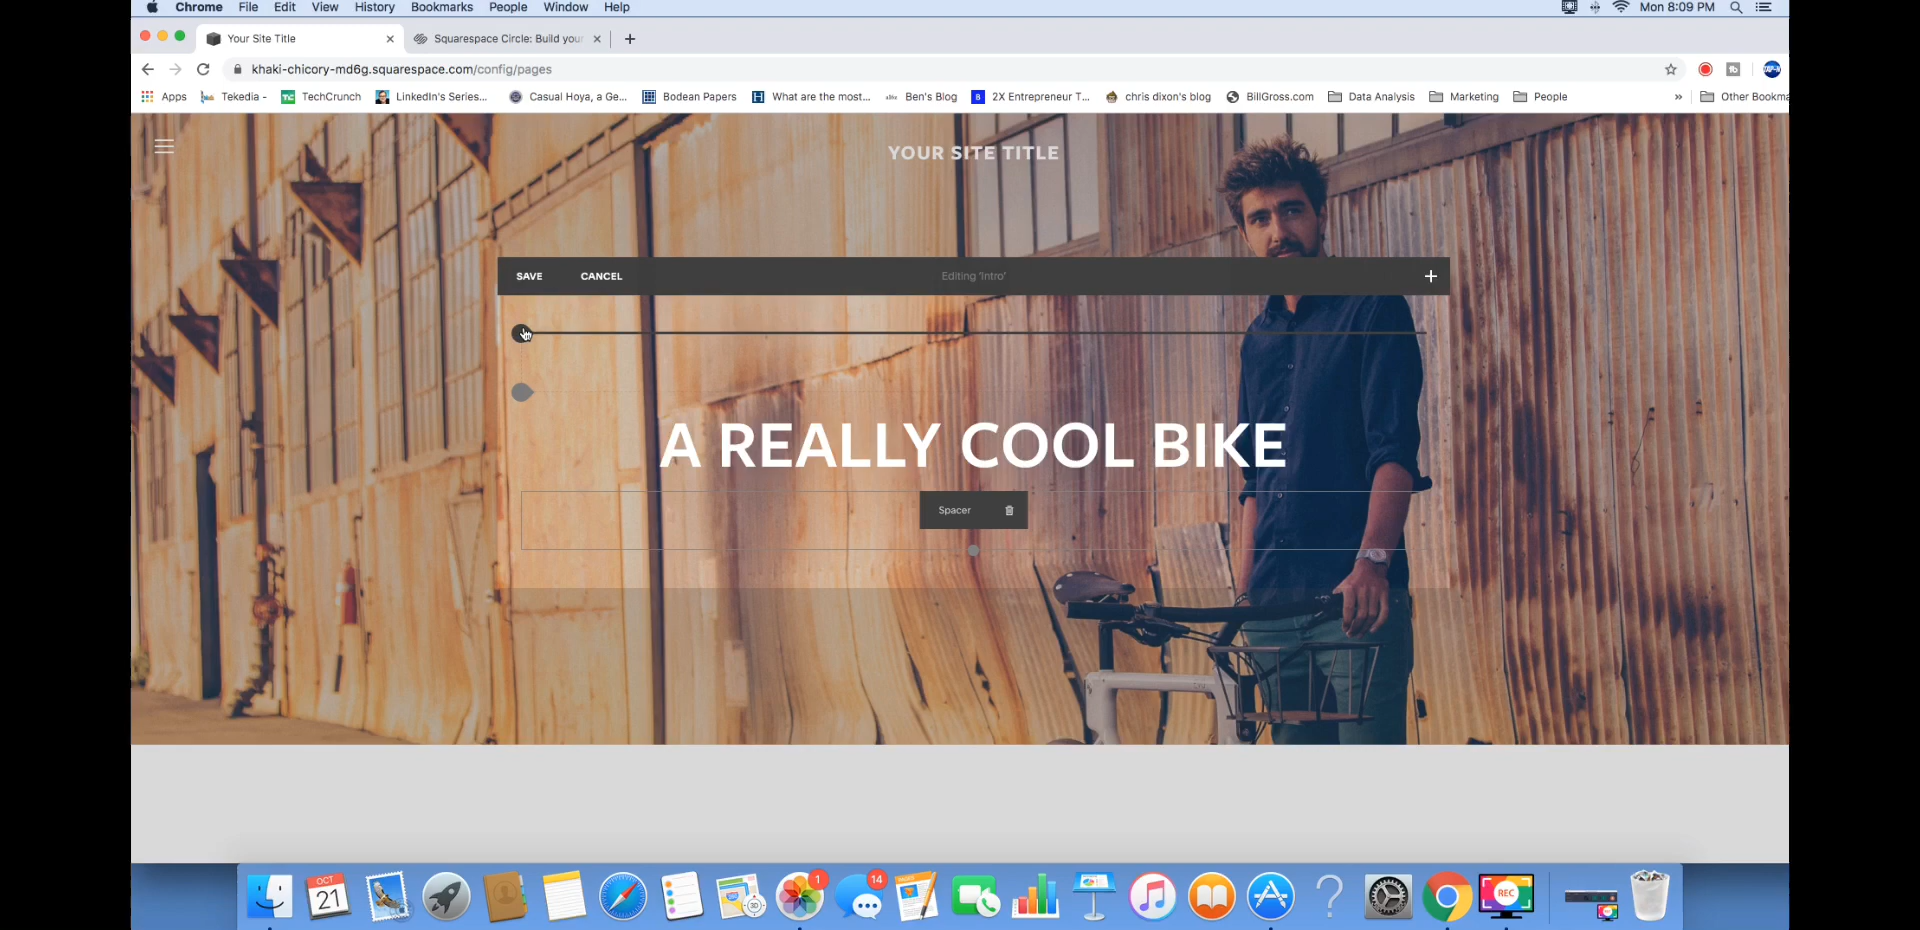 Chrome File Edit View History Bookmarks People Window Help Mon 8:09 PM
Your Site Title Squarespace Circle: Build your
khaki-chicory-md6g.squarespace.com/config/pages
Apps Tekedia - TechCrunch LinkedIn's Series... Casual Hoya, a Ge... Bodean Papers What are the most... Ben's Blog 2X Entrepreneur T... chris dixon's blog BillGross.com Data Analysis Marketing People » Other Bookma
YOUR SITE TITLE
SAVE CANCEL Editing 'Intro'
A REALLY COOL BIKE
Spacer
OCT
21
1
14
PAGES
3D
REC